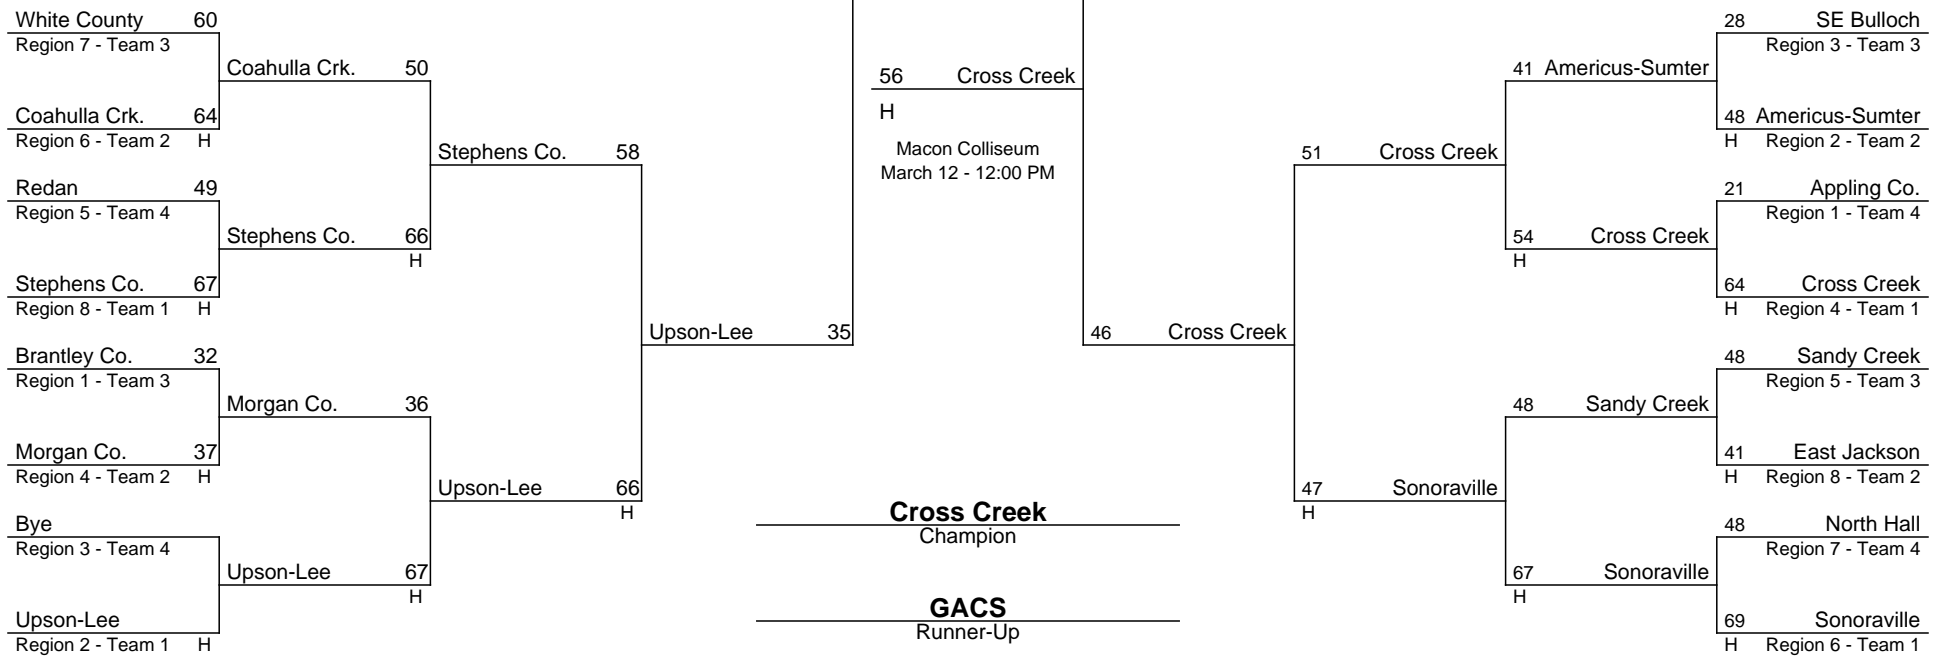 White County 60
Region 7 - Team 3
Coahulla Crk. 50
Coahulla Crk. 64
Region 6 - Team 2 H
Stephens Co. 58
Redan 49
Region 5 - Team 4
Stephens Co. 66
H
Stephens Co. 67
Region 8 - Team 1 H
Upson-Lee 35
Brantley Co. 32
Region 1 - Team 3
Morgan Co. 36
Morgan Co. 37
Region 4 - Team 2 H
Upson-Lee 66
H
Bye
Region 3 - Team 4
Upson-Lee 67
H
Upson-Lee
Region 2 - Team 1 H
56 Cross Creek
H
Macon Colliseum
March 12 - 12:00 PM
Cross Creek
Champion
GACS
Runner-Up
28 SE Bulloch
Region 3 - Team 3
41 Americus-Sumter
48 Americus-Sumter
H Region 2 - Team 2
51 Cross Creek
21 Appling Co.
Region 1 - Team 4
54 Cross Creek
H
64 Cross Creek
H Region 4 - Team 1
46 Cross Creek
48 Sandy Creek
Region 5 - Team 3
48 Sandy Creek
41 East Jackson
H Region 8 - Team 2
47 Sonoraville
H
48 North Hall
Region 7 - Team 4
67 Sonoraville
H
69 Sonoraville
H Region 6 - Team 1